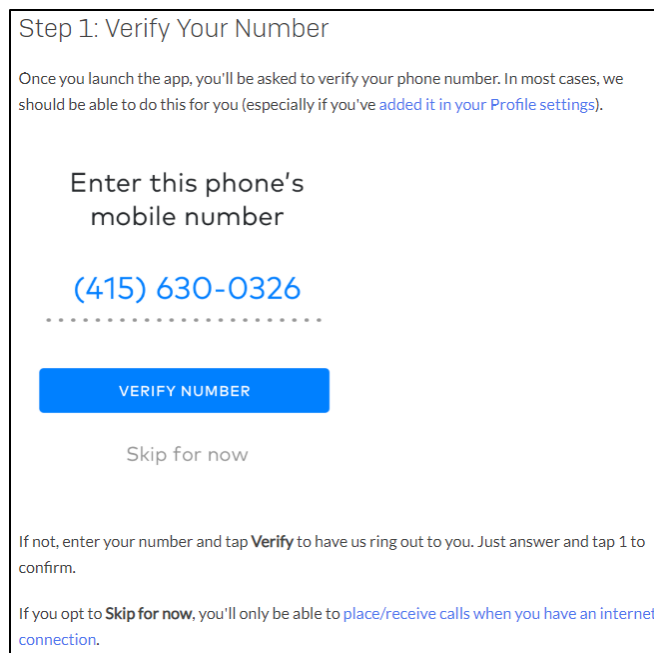 Step 1: Verify Your Number
Once you launch the app, you'll be asked to verify your phone number. In most cases, we
should be able to do this for you (especially if you've added it in your Profile settings).
Enter this phone's
mobile number
(415) 630-0326
VERIFY NUMBER
Skip for now
If not, enter your number and tap Verify to have us ring out to you. Just answer and tap 1 to
confirm.
If you opt to Skip for now, you'll only be able to place/receive calls when you have an internet
connection.